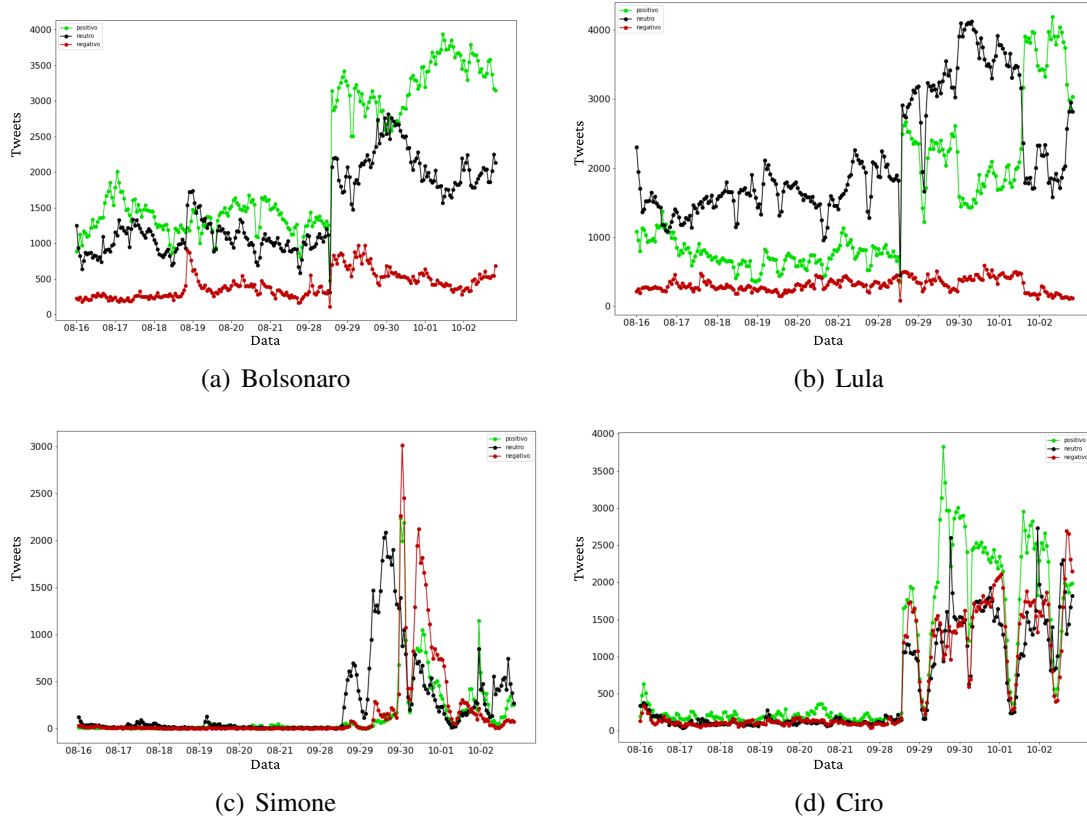 positivo
neutro
negativo
Tweets
4000
3500
3000
2500
2000
1500
1000
500
0
08-16 08-17 08-18 08-19 08-20 08-21 08-22 09-28 09-29 09-30 10-01 10-02
Data
(a) Bolsonaro
positivo
neutro
negativo
Tweets
4000
3000
2000
1000
0
08-16 08-17 08-18 08-19 08-20 08-21 09-28 09-29 09-30 10-01 10-02
Data
(b) Lula
positivo
neutro
negativo
Tweets
3000
2500
2000
1500
1000
500
0
08-16 08-17 08-18 08-19 08-20 09-28 09-29 09-30 10-01 10-02
Data
(c) Simone
positivo
neutro
negativo
Tweets
4000
3500
3000
2500
2000
1500
1000
500
0
08-16 08-17 08-18 08-19 08-20 08-21 09-28 09-29 09-30 10-01 10-02
Data
(d) Ciro